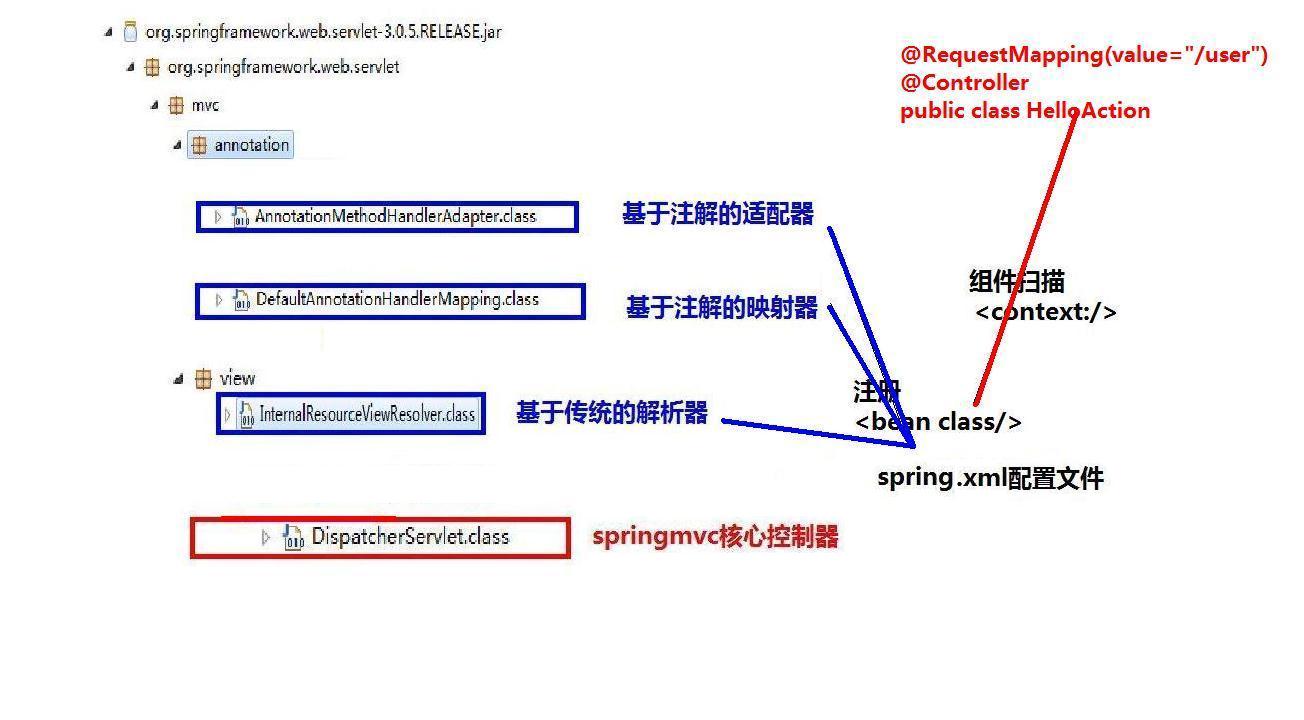 org.springframework.web.servlet-3.0.5.RELEASE.jar
org.springframework.web.servlet
mvc
annotation
AnnotationMethodHandlerAdapter.class
基于注解的适配器
DefaultAnnotationHandlerMapping.class
基于注解的映射器
view
InternalResourceViewResolver.class
基于传统的解析器
DispatcherServlet.class
springmvc核心控制器
@RequestMapping(value="/user")
@Controller
public class HelloAction
组件扫描
<context:/>
注册
<bean class/>
spring.xml配置文件